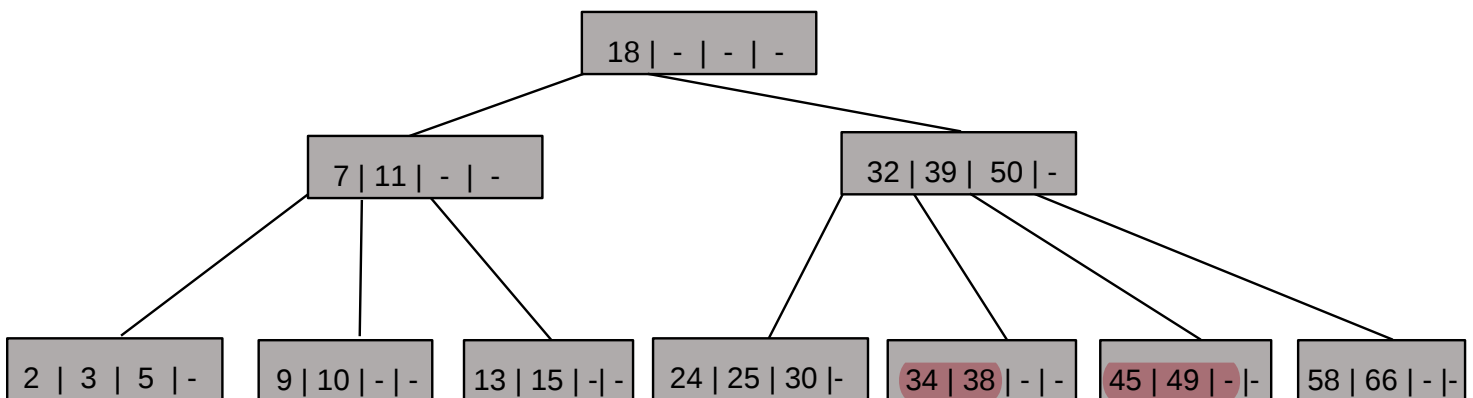 18 | - | - | -
7 | 11 | - | -
32 | 39 | 50 | -
2 | 3 | 5 | -
9 | 10 | - | -
13 | 15 | - | -
24 | 25 | 30 | -
34 | 38 | - | -
45 | 49 | - | -
58 | 66 | - | -